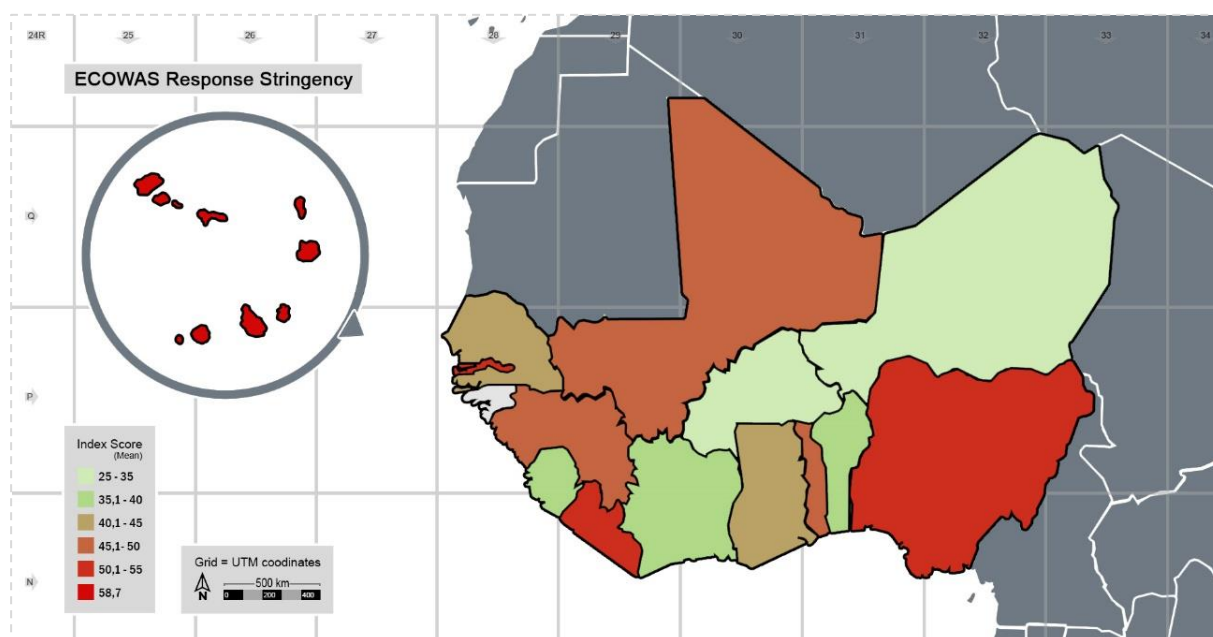 24R 25 26 27 28 29 30 31 32 33 34
ECOWAS Response Stringency
Q
P
Index Score
(Mean)
25 - 35
35,1 - 40
40,1 - 45
45,1 - 50
50,1 - 55
58,7
Grid = UTM coodinates
500 km
N
0 200 400
N